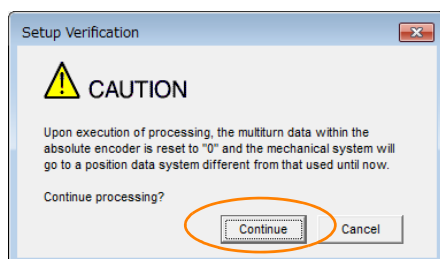 Setup Verification
CAUTION
Upon execution of processing, the multiturn data within the
absolute encoder is reset to "0" and the mechanical system will
go to a position data system different from that used until now.
Continue processing?
Continue Cancel